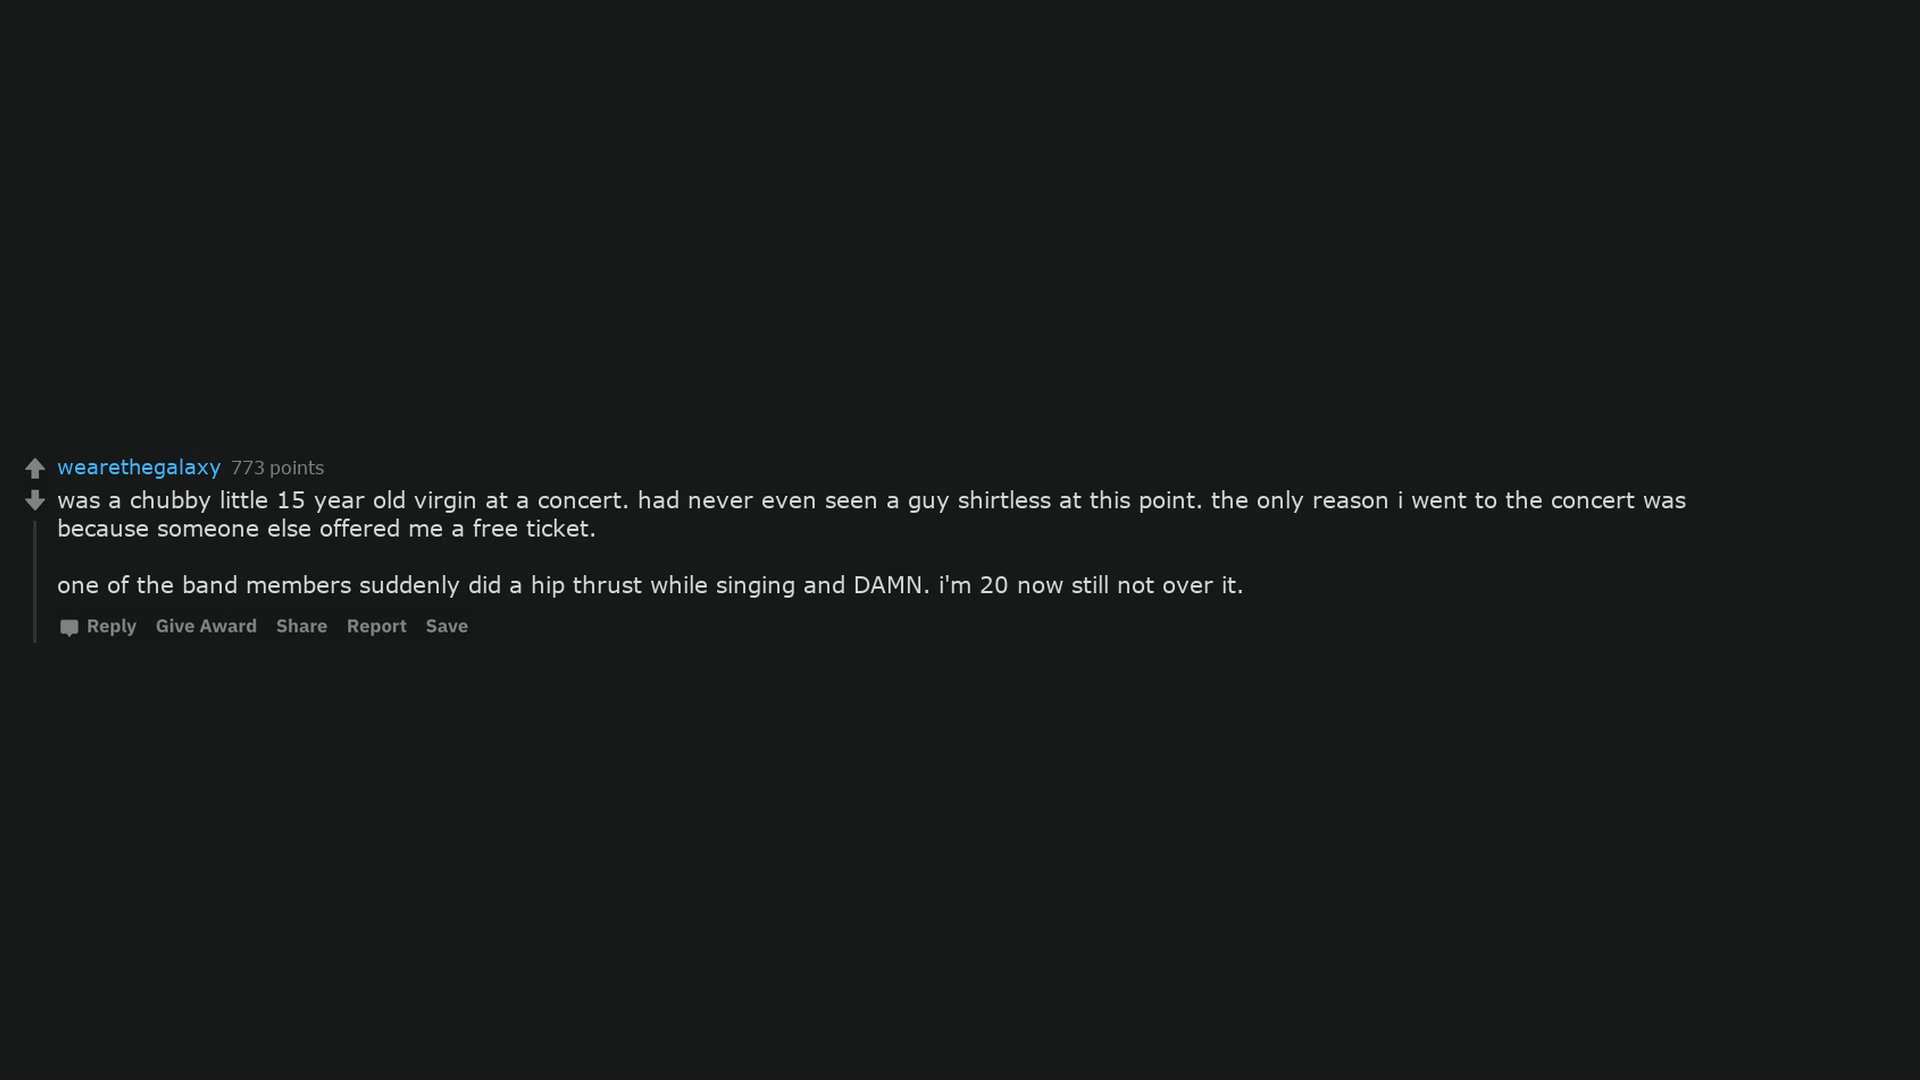 wearethegalaxy 773 points
was a chubby little 15 year old virgin at a concert. had never even seen a guy shirtless at this point. the only reason i went to the concert was
because someone else offered me a free ticket.
one of the band members suddenly did a hip thrust while singing and DAMN. i'm 20 now still not over it.
Reply Give Award Share Report Save